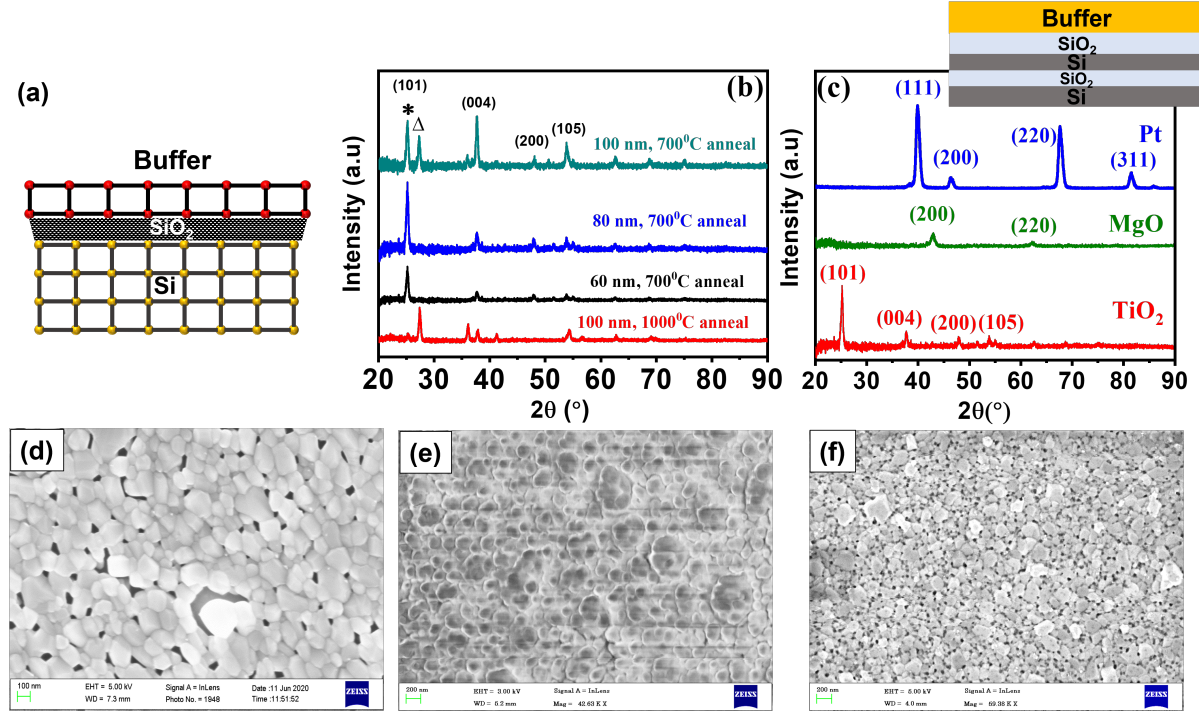 (a)
Buffer
SiO2
Si
(b)
(101)
*
Δ
(004)
(200)
(105)
100 nm, 700⁰C anneal
80 nm, 700⁰C anneal
60 nm, 700⁰C anneal
100 nm, 1000⁰C anneal
Intensity (a.u)
20 30 40 50 60 70 80 90
2θ (°)
Buffer
SiO2
Si
SiO2
Si
(c)
(111)
(200)
(220)
(311)
Pt
(200)
(220)
MgO
(101)
(004)
(200)
(105)
TiO2
Intensity (a.u)
20 30 40 50 60 70 80 90
2θ(°)
(d)
100 nm
EHT = 5.00 kV
WD = 7.3 mm
Signal A = InLens
Photo No. = 1948
Date :11 Jun 2020
Time :11:51:52
ZEISS
(e)
200 nm
EHT = 3.00 kV
WD = 5.2 mm
Signal A = InLens
Mag = 42.63 K X
ZEISS
(f)
200 nm
EHT = 5.00 kV
WD = 4.0 mm
Signal A = InLens
Mag = 59.38 K X
ZEISS